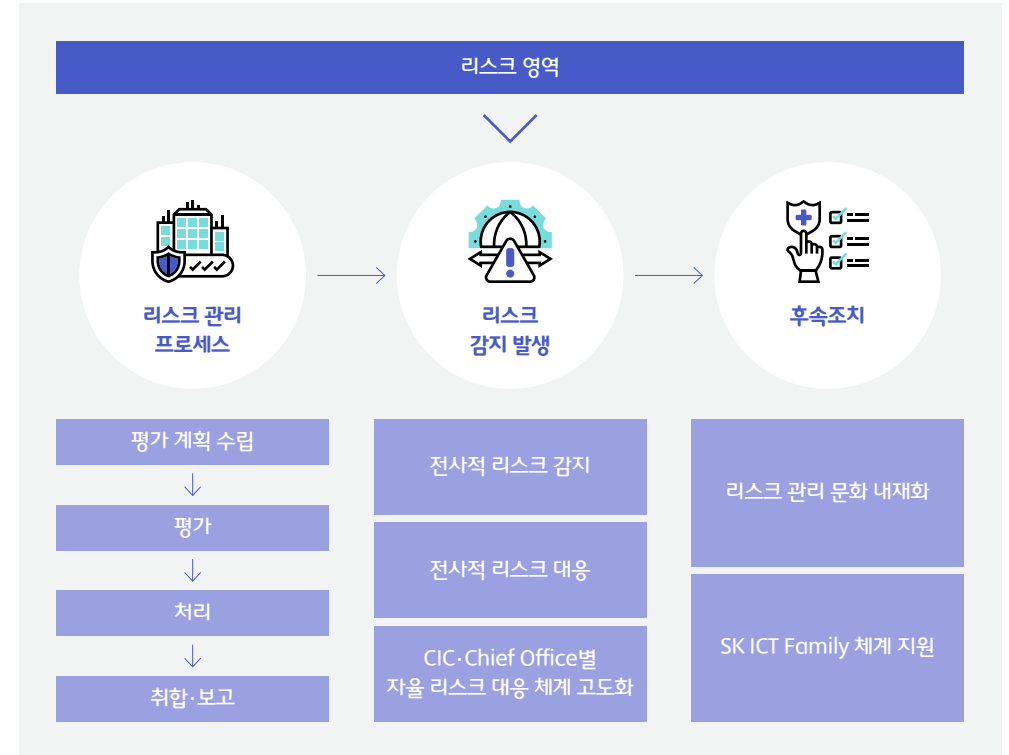 리스크 영역
리스크 관리
프로세스
리스크
감지 발생
후속조치
평가 계획 수립
평가
처리
취합·보고
전사적 리스크 감지
전사적 리스크 대응
CIC·Chief Office별
자율 리스크 대응 체계 고도화
리스크 관리 문화 내재화
SK ICT Family 체계 지원